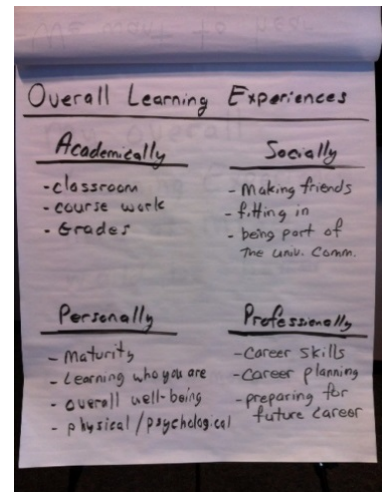 Overall Learning Experiences
Academically
- classroom
- course work
- Grades
Socially
- Making friends
- fitting in
- being part of
the univ. Comm.
Personally
- Maturity
- Learning who you are
- overall well-being
- physical/psychological
Professionally
- Career skills
- Career planning
- preparing for
future career